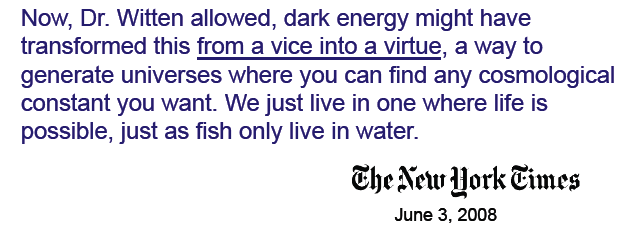 Now, Dr. Witten allowed, dark energy might have
transformed this from a vice into a virtue, a way to
generate universes where you can find any cosmological
constant you want. We just live in one where life is
possible, just as fish only live in water.
The New York Times
June 3, 2008